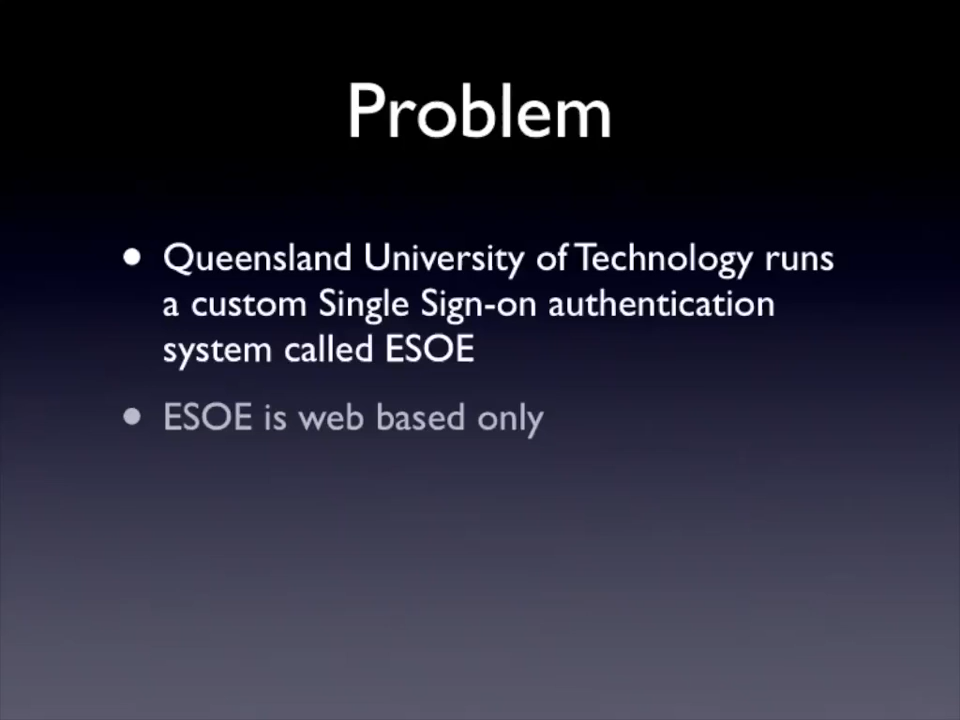 Problem
• Queensland University of Technology runs
a custom Single Sign-on authentication
system called ESOE
• ESOE is web based only